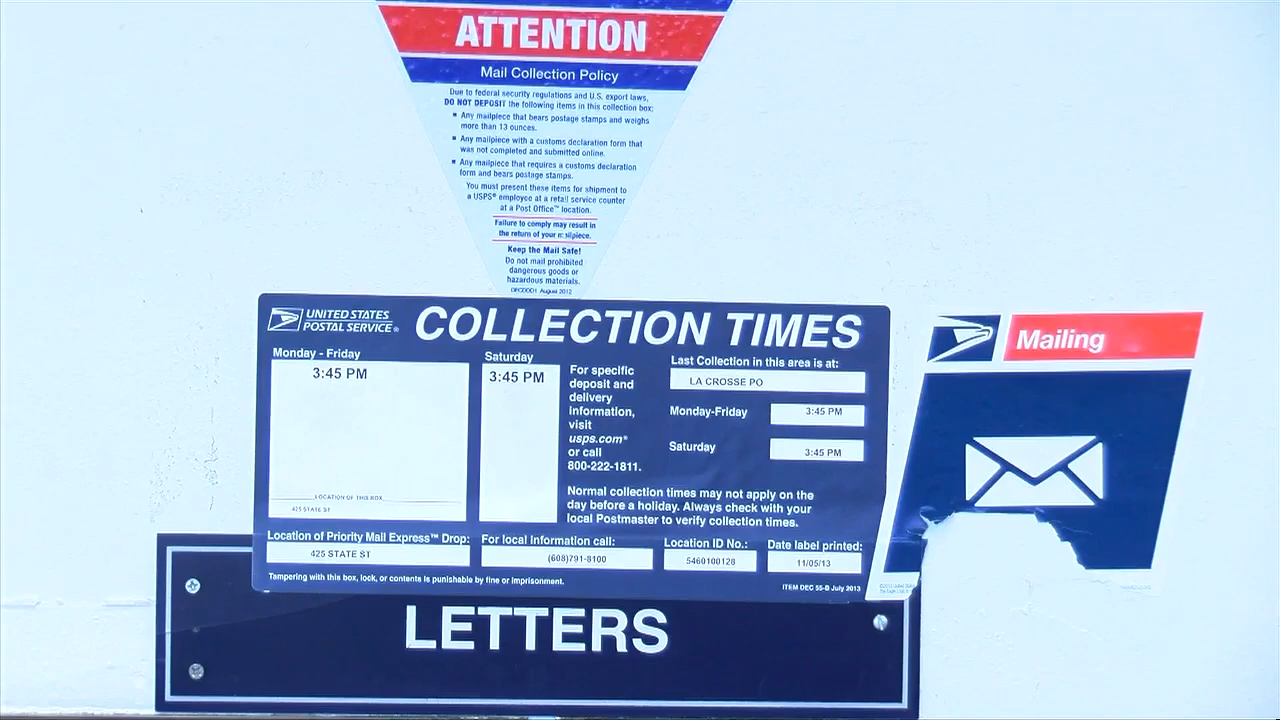 ATTENTION
Mail Collection Policy
Due to federal security regulations and U.S. export laws,
DO NOT DEPOSIT the following items in this collection box:
▪ Any mailpiece that bears postage stamps and weighs
more than 13 ounces.
▪ Any mailpiece with a customs declaration form that
was not completed and submitted online.
▪ Any mailpiece that requires a customs declaration
form and bears postage stamps.
You must present these items for shipment to
a USPS® employee at a retail service counter
at a Post Office™ location.
Failure to comply may result in
the return of your mailpiece.
Keep the Mail Safe!
Do not mail prohibited
dangerous goods or
hazardous materials.
August 2012
UNITED STATES
POSTAL SERVICE®
COLLECTION TIMES
Monday - Friday
3:45 PM
LOCATION OF THIS BOX
425 STATE ST
Saturday
3:45 PM
For specific
deposit and
delivery
information,
visit
usps.com®
or call
800-222-1811.
Last Collection in this area is at:
LA CROSSE PO
Monday-Friday 3:45 PM
Saturday 3:45 PM
Normal collection times may not apply on the
day before a holiday. Always check with your
local Postmaster to verify collection times.
Location of Priority Mail Express™ Drop:
425 STATE ST
For local information call:
(608)791-8100
Location ID No.:
5460100128
Date label printed:
11/05/13
Tampering with this box, lock, or contents is punishable by fine or imprisonment.
ITEM DEC 55-B July 2013
Mailing
LETTERS